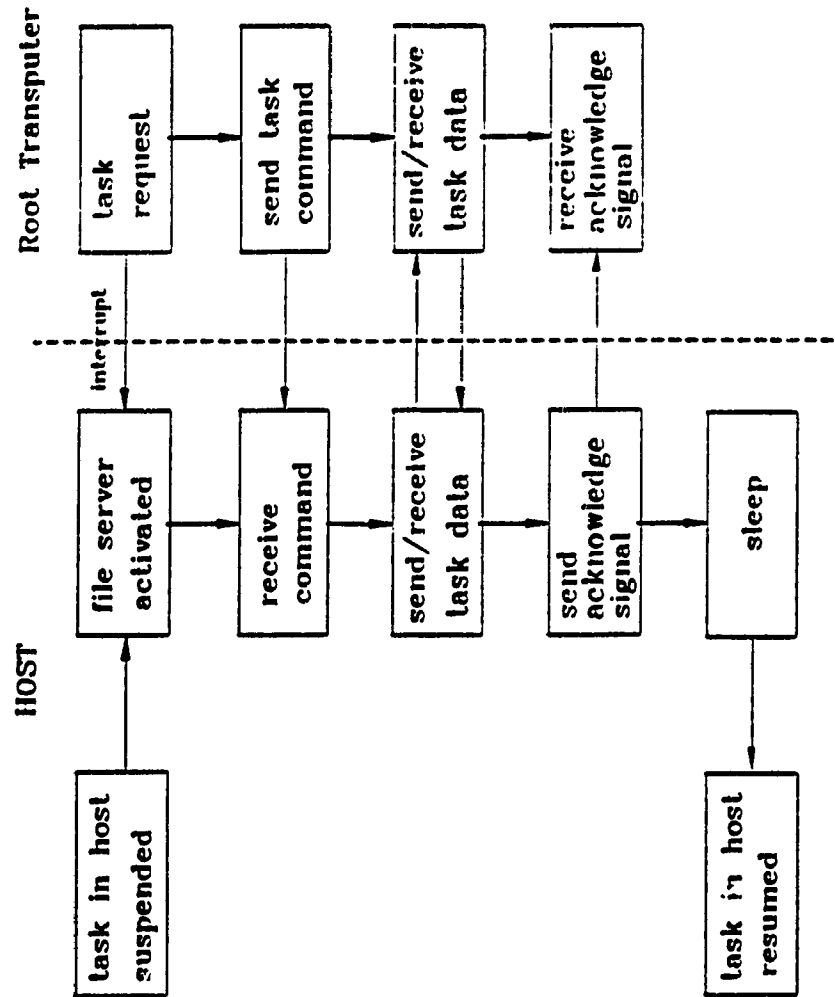 HOST
Root Transputer
task in host
suspended
file server
activated
interrupt
task
request
receive
command
send task
command
send/receive
task data
send/receive
task data
send
acknowledge
signal
receive
acknowledge
signal
task in host
resumed
sleep